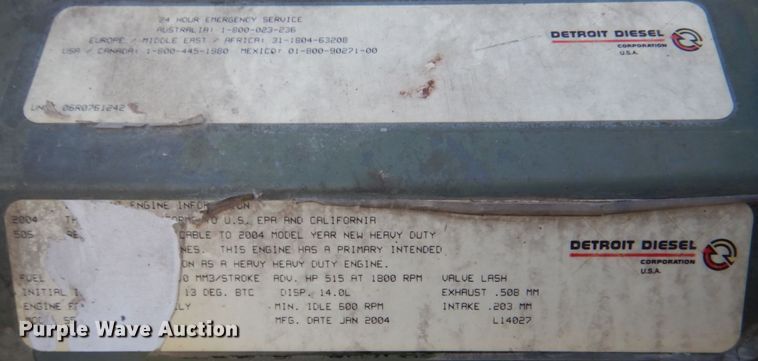 24 HOUR EMERGENCY SERVICE
AUSTRALIA: 1-800-023-236
EUROPE / MIDDLE EAST / AFRICA: 31-1804-63208
USA / CANADA: 1-800-445-1980 MEXICO: 01-800-90271-00
DETROIT DIESEL
CORPORATION
U.S.A.
06R0761242
ENGINE INFORMATION
2004 TO U.S. EPA AND CALIFORNIA
505 TO 2004 MODEL YEAR NEW HEAVY DUTY
THIS ENGINE HAS A PRIMARY INTENDED
ON AS A HEAVY HEAVY DUTY ENGINE.
FUEL MM3/STROKE ADV. HP 515 AT 1800 RPM VALVE LASH
INITIAL 13 DEG. BTC DISP. 14.0L EXHAUST .508 MM
ENGINE MIN. IDLE 600 RPM INTAKE .203 MM
MFG. DATE JAN 2004 L14027
DETROIT DIESEL
CORPORATION
U.S.A.
Purple Wave Auction